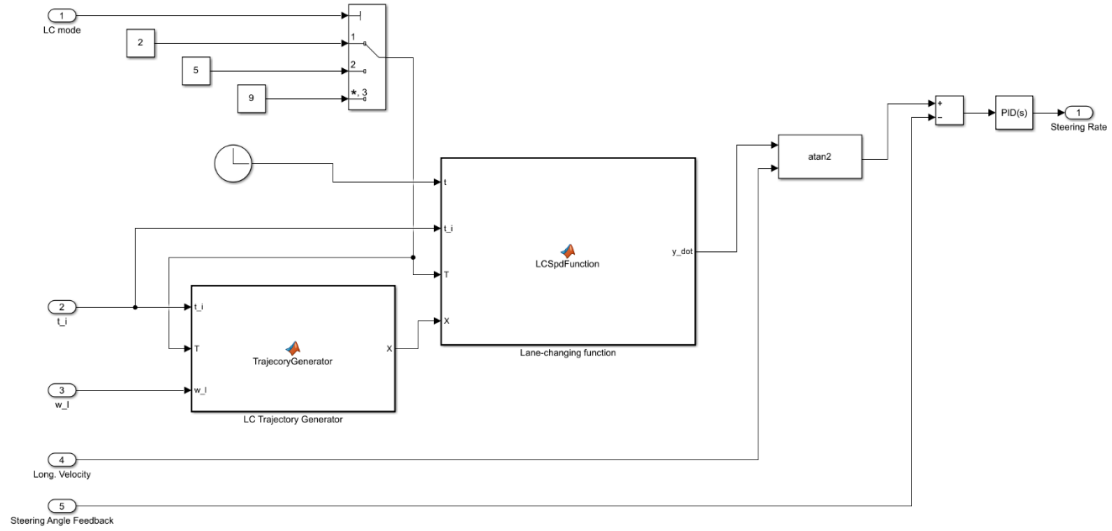 1
LC mode
2
1
5
2
9
*, 3
t
t_i
T
X
LCSpdFunction
y_dot
Lane-changing function
atan2
+
−
PID(s)
1
Steering Rate
2
t_i
t_i
T
w_l
TrajecoryGenerator
X
LC Trajectory Generator
3
w_l
4
Long. Velocity
5
Steering Angle Feedback